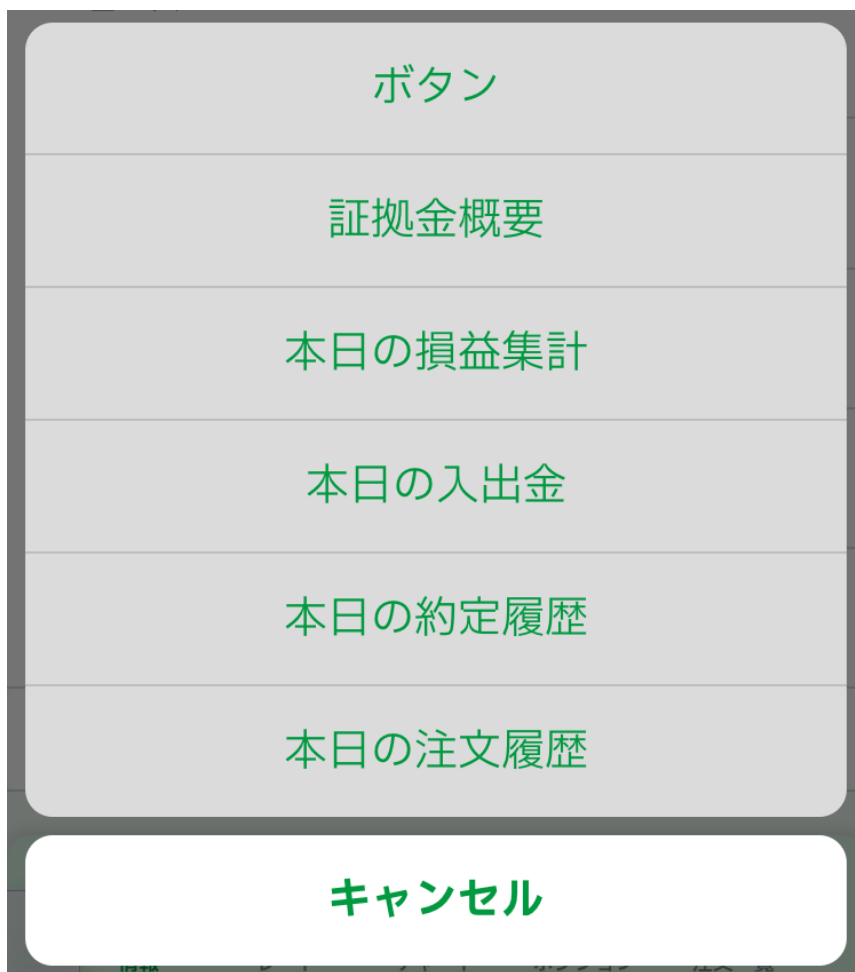 ボタン
証拠金概要
本日の損益集計
本日の入出金
本日の約定履歴
本日の注文履歴
キャンセル